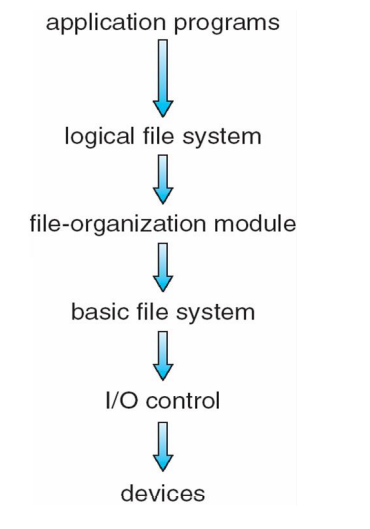 application programs
logical file system
file-organization module
basic file system
I/O control
devices